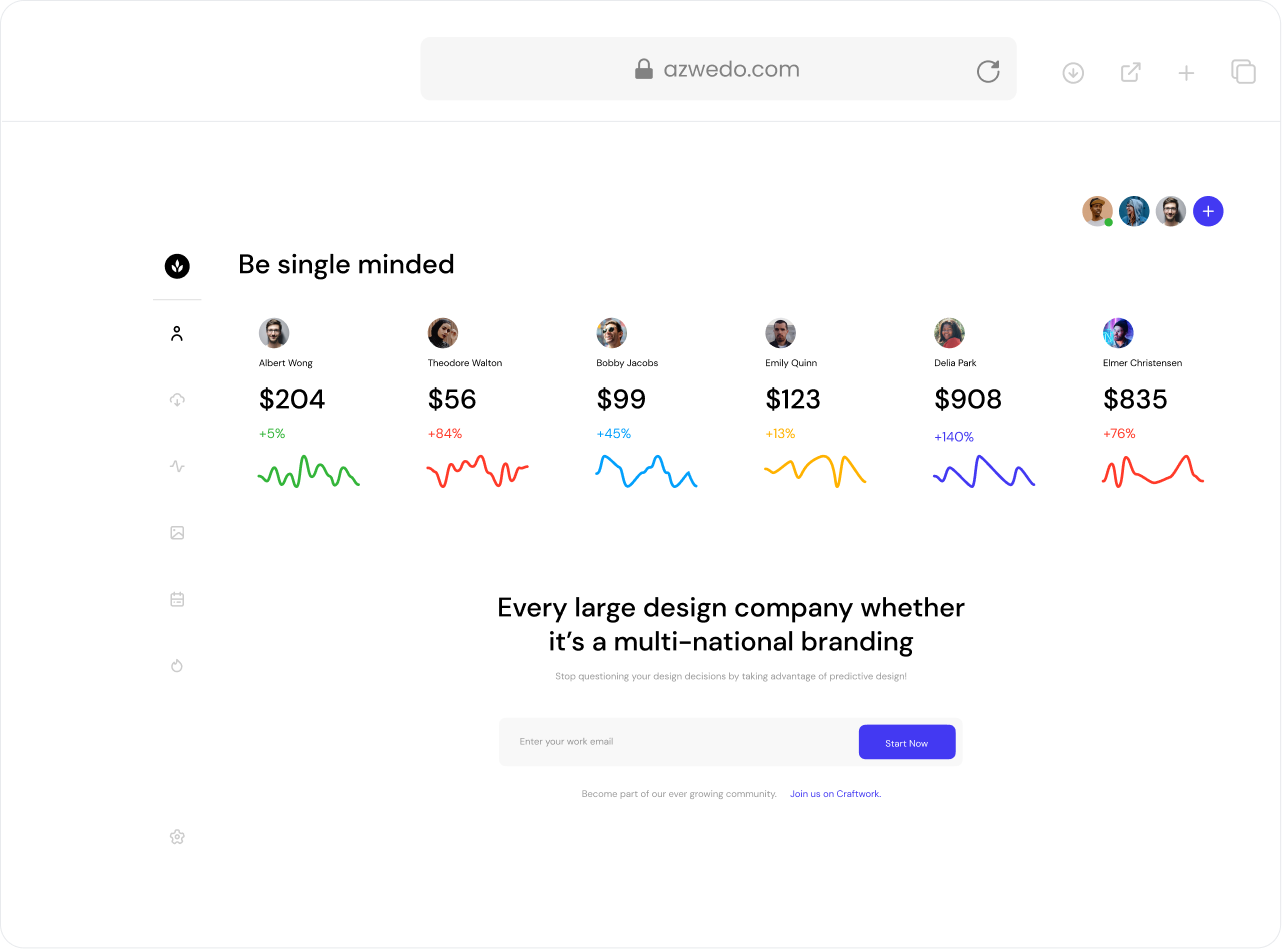 azwedo.com
Be single minded
Albert Wong
$204
+5%
Theodore Walton
$56
+84%
Bobby Jacobs
$99
+45%
Emily Quinn
$123
+13%
Delia Park
$908
+140%
Elmer Christensen
$835
+76%
Every large design company whether
it’s a multi-national branding
Stop questioning your design decisions by taking advantage of predictive design!
Enter your work email
Start Now
Become part of our ever growing community. Join us on Craftwork.